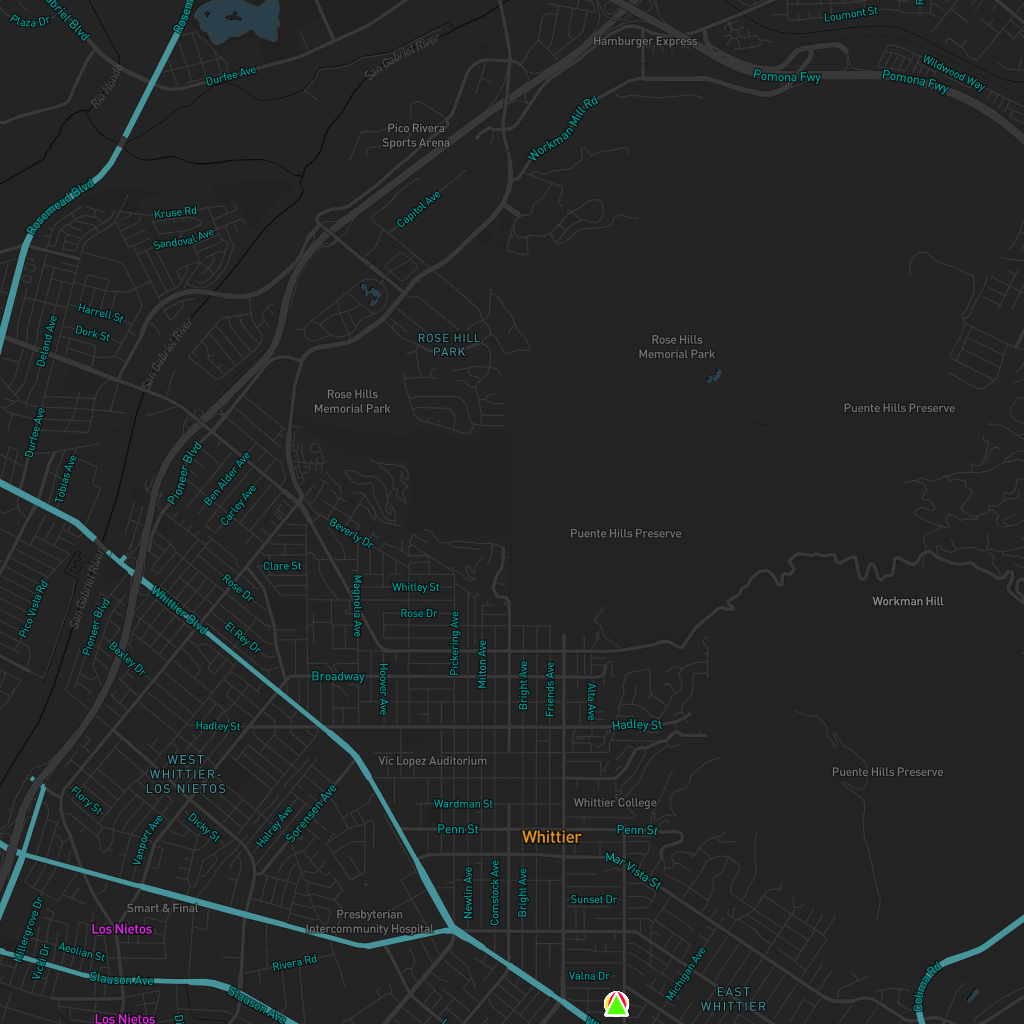 Plaza Dr
Gabriel Blvd
Rosem
Loumont St
Hamburger Express
San Gabriel River
Durfee Ave
Rio Hondo
Pomona Fwy
Pomona Fwy
Wildwood Way
Workman Mill Rd
Pico Rivera
Sports Arena
Rosemead Blvd
Capitol Ave
Kruse Rd
Sandoval Ave
Harrell St
Dork St
Deland Ave
San Gabriel River
ROSE HILL
PARK
Rose Hills
Memorial Park
Rose Hills
Memorial Park
Puente Hills Preserve
Durfee Ave
Tobias Ave
Pioneer Blvd
Ben Alder Ave
Carley Ave
Beverly Dr
Puente Hills Preserve
Clare St
Whitley St
Rose Dr
Rose Dr
Magnolia Ave
Pickering Ave
Workman Hill
San Gabriel River
Pico Vista Rd
Pioneer Blvd
Whittier Blvd
El Rey Dr
Bexley Dr
Broadway
Hoover Ave
Milton Ave
Bright Ave
Friends Ave
Alta Ave
Hadley St
Hadley St
WEST
WHITTIER-
LOS NIETOS
Vic Lopez Auditorium
Puente Hills Preserve
Flory St
Vanport Ave
Dicky St
Halray Ave
Sorensen Ave
Wardman St
Whittier College
Penn St
Penn St
Whittier
Mar Vista St
Newlin Ave
Comstock Ave
Bright Ave
Sunset Dr
Smart & Final
Los Nietos
Presbyterian
Intercommunity Hospital
Millergrove Dr
Vicki Dr
Aeolian St
Slauson Ave
Rivera Rd
Slauson Ave
Valna Dr
Michigan Ave
Colima Rd
EAST
WHITTIER
Los Nietos